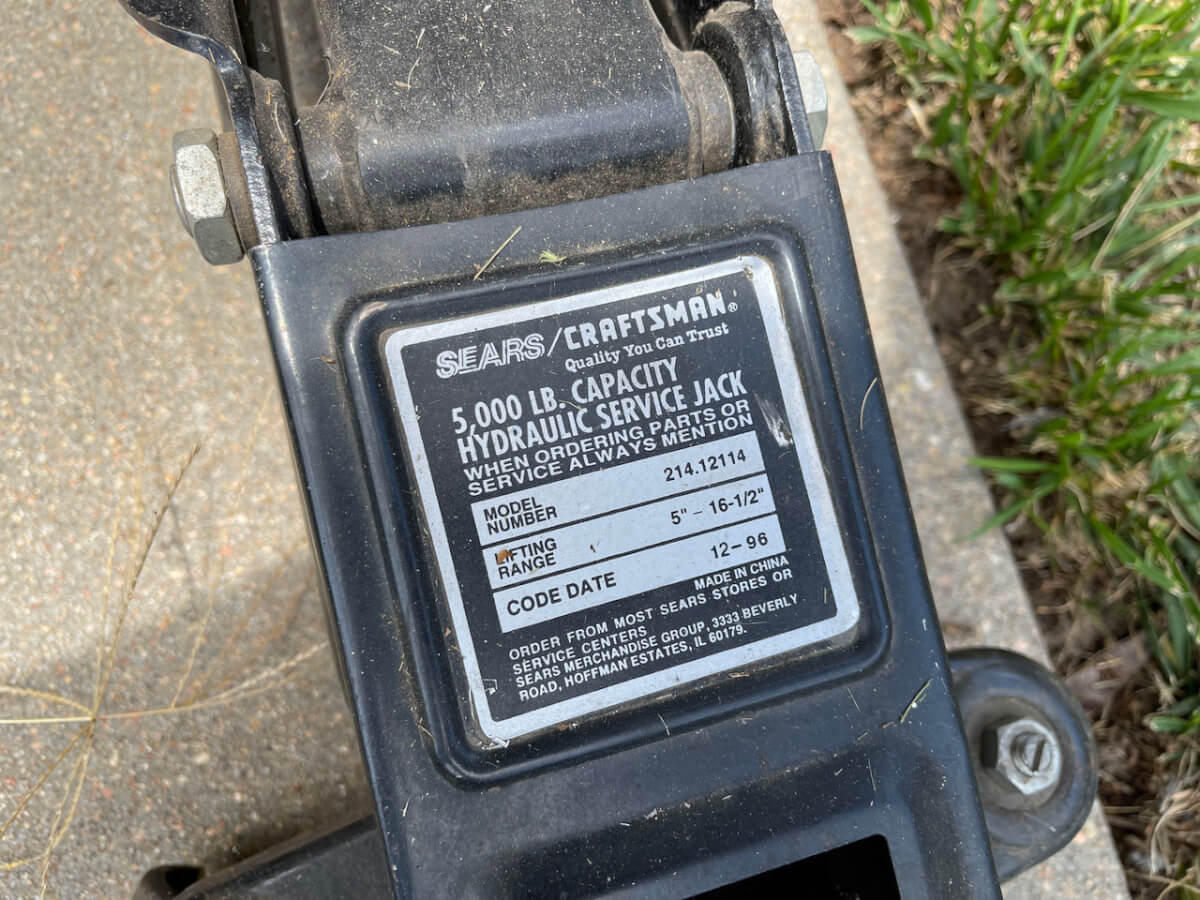 SEARS/CRAFTSMAN®
Quality You Can Trust
5,000 LB. CAPACITY
HYDRAULIC SERVICE JACK
WHEN ORDERING PARTS OR
SERVICE ALWAYS MENTION
MODEL NUMBER 214.12114
LIFTING RANGE 5" – 16-1/2"
CODE DATE 12–96
MADE IN CHINA
ORDER FROM MOST SEARS STORES OR
SERVICE CENTERS
SEARS MERCHANDISE GROUP, 3333 BEVERLY
ROAD, HOFFMAN ESTATES, IL 60179.